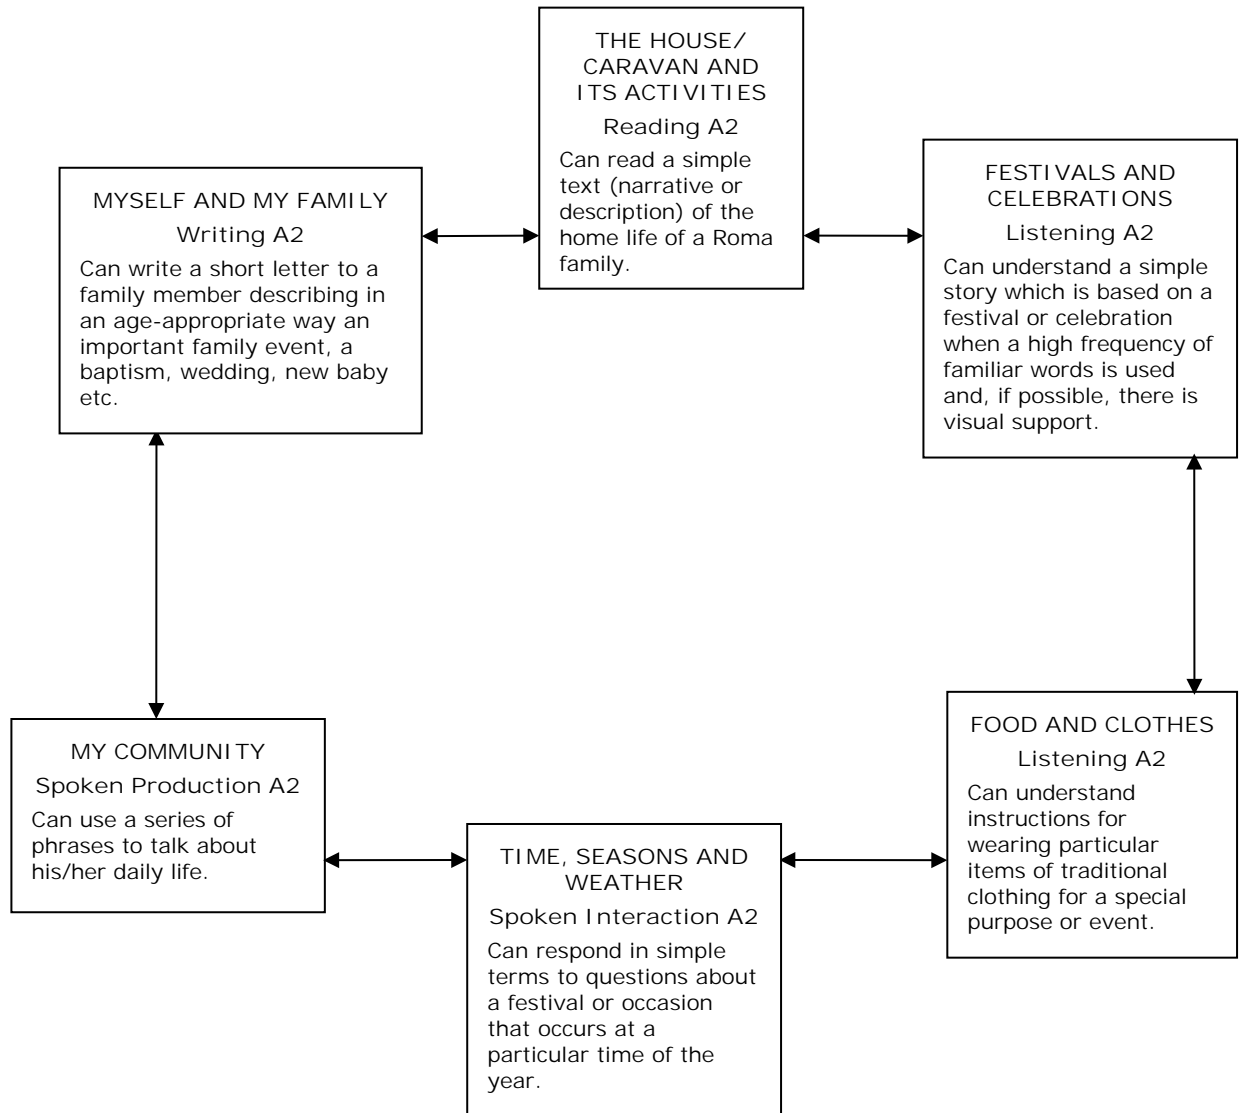 THE HOUSE/
CARAVAN AND
ITS ACTIVITIES
Reading A2
Can read a simple
text (narrative or
description) of the
home life of a Roma
family.
FESTIVALS AND
CELEBRATIONS
Listening A2
Can understand a simple
story which is based on a
festival or celebration
when a high frequency of
familiar words is used
and, if possible, there is
visual support.
MYSELF AND MY FAMILY
Writing A2
Can write a short letter to a
family member describing in
an age-appropriate way an
important family event, a
baptism, wedding, new baby
etc.
MY COMMUNITY
Spoken Production A2
Can use a series of
phrases to talk about
his/her daily life.
TIME, SEASONS AND
WEATHER
Spoken Interaction A2
Can respond in simple
terms to questions about
a festival or occasion
that occurs at a
particular time of the
year.
FOOD AND CLOTHES
Listening A2
Can understand
instructions for
wearing particular
items of traditional
clothing for a special
purpose or event.